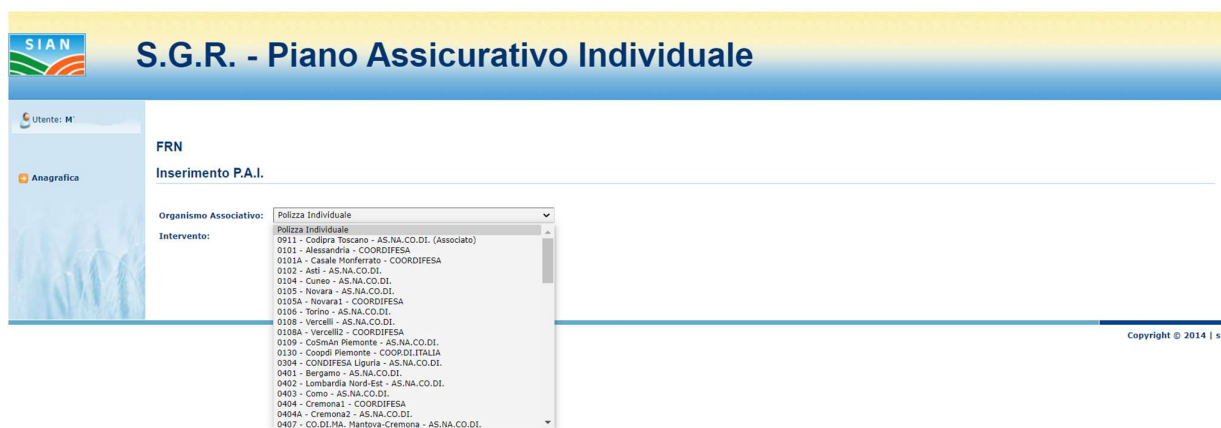 SIAN
S.G.R. - Piano Assicurativo Individuale
Utente: M
FRN
Inserimento P.A.I.
Anagrafica
Organismo Associativo: Polizza Individuale
Intervento:
Polizza Individuale
0911 - Codipra Toscano - AS.NA.CO.DI. (Associato)
0101 - Alessandria - COORDIFESA
0101A - Casale Monferrato - COORDIFESA
0102 - Asti - AS.NA.CO.DI.
0104 - Cuneo - AS.NA.CO.DI.
0105 - Novara - AS.NA.CO.DI.
0105A - Novara1 - COORDIFESA
0106 - Torino - AS.NA.CO.DI.
0108 - Vercelli - AS.NA.CO.DI.
0108A - Vercelli2 - COORDIFESA
0109 - CoSmAn Piemonte - AS.NA.CO.DI.
0130 - Coopdi Piemonte - COOP.DI.ITALIA
0304 - CONDIFESA Liguria - AS.NA.CO.DI.
0401 - Bergamo - AS.NA.CO.DI.
0402 - Lombardia Nord-Est - AS.NA.CO.DI.
0403 - Como - AS.NA.CO.DI.
0404 - Cremona1 - COORDIFESA
0404A - Cremona2 - AS.NA.CO.DI.
0407 - CO.DI.MA. Mantova-Cremona - AS.NA.CO.DI.
Copyright © 2014 | s